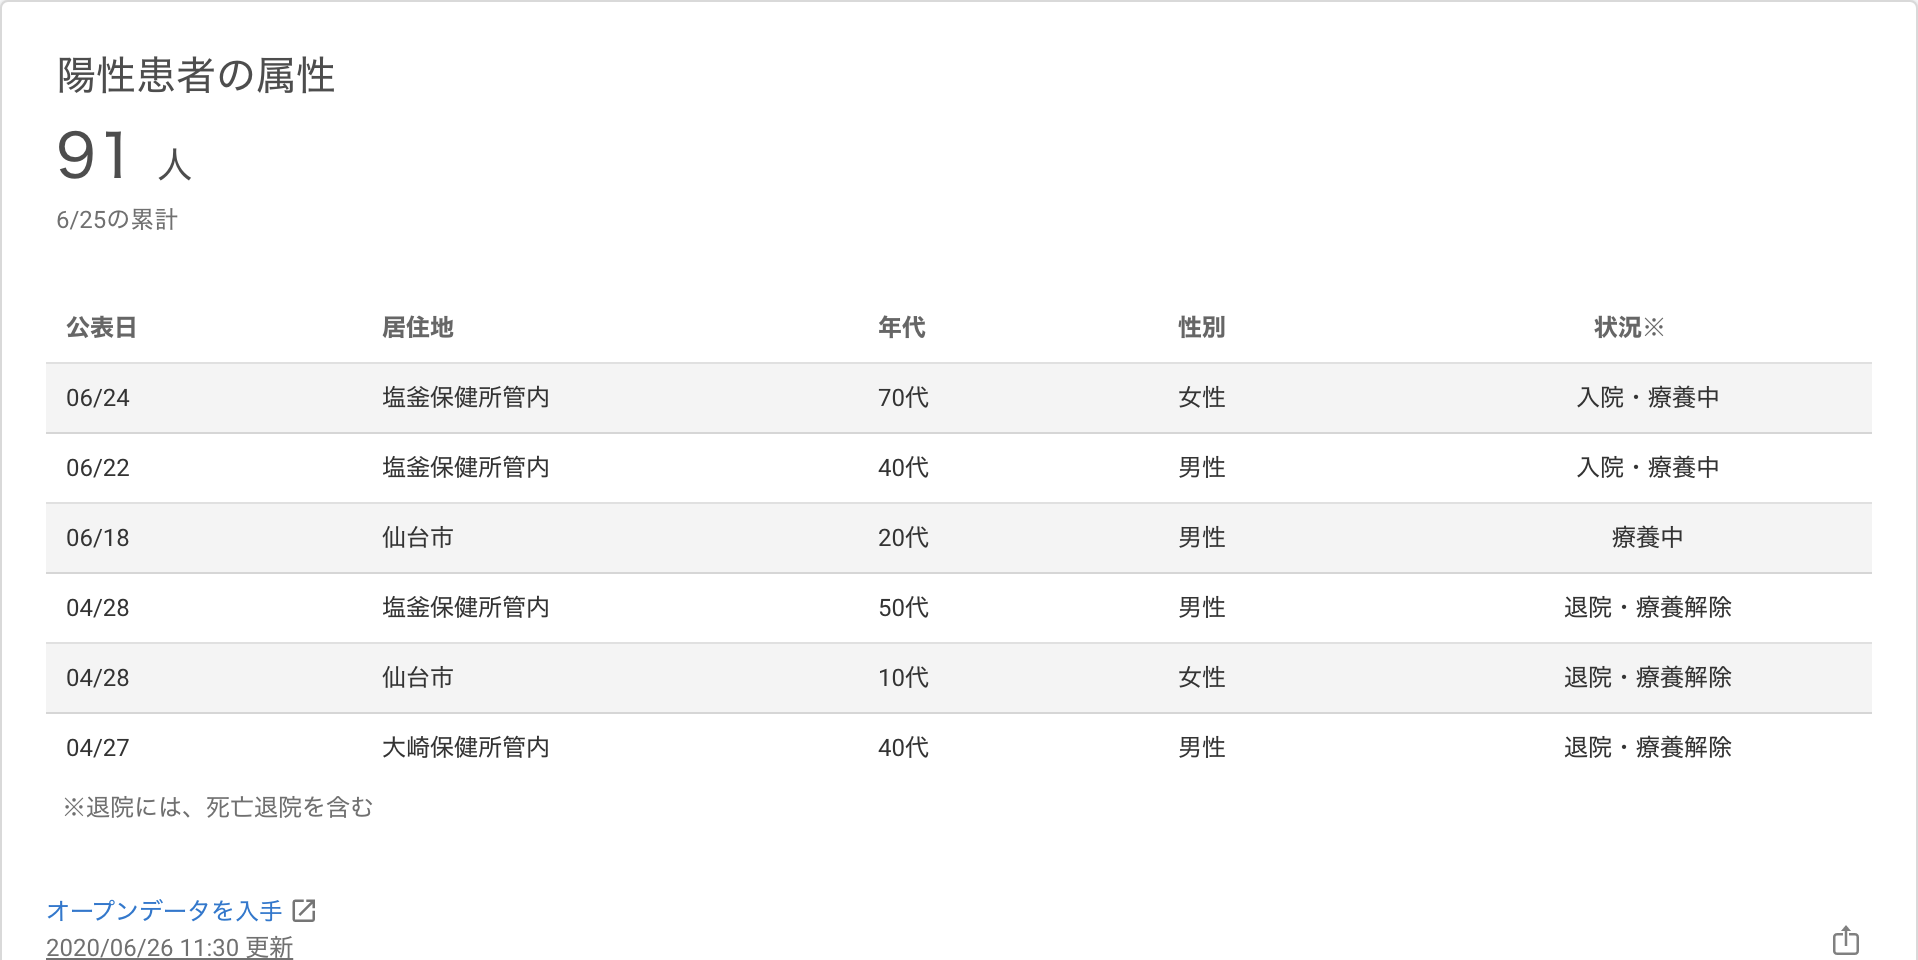 陽性患者の属性
91 人
6/25の累計
公表日 居住地 年代 性別 状況※
06/24 塩釜保健所管内 70代 女性 入院・療養中
06/22 塩釜保健所管内 40代 男性 入院・療養中
06/18 仙台市 20代 男性 療養中
04/28 塩釜保健所管内 50代 男性 退院・療養解除
04/28 仙台市 10代 女性 退院・療養解除
04/27 大崎保健所管内 40代 男性 退院・療養解除
※退院には、死亡退院を含む
オープンデータを入手
2020/06/26 11:30 更新